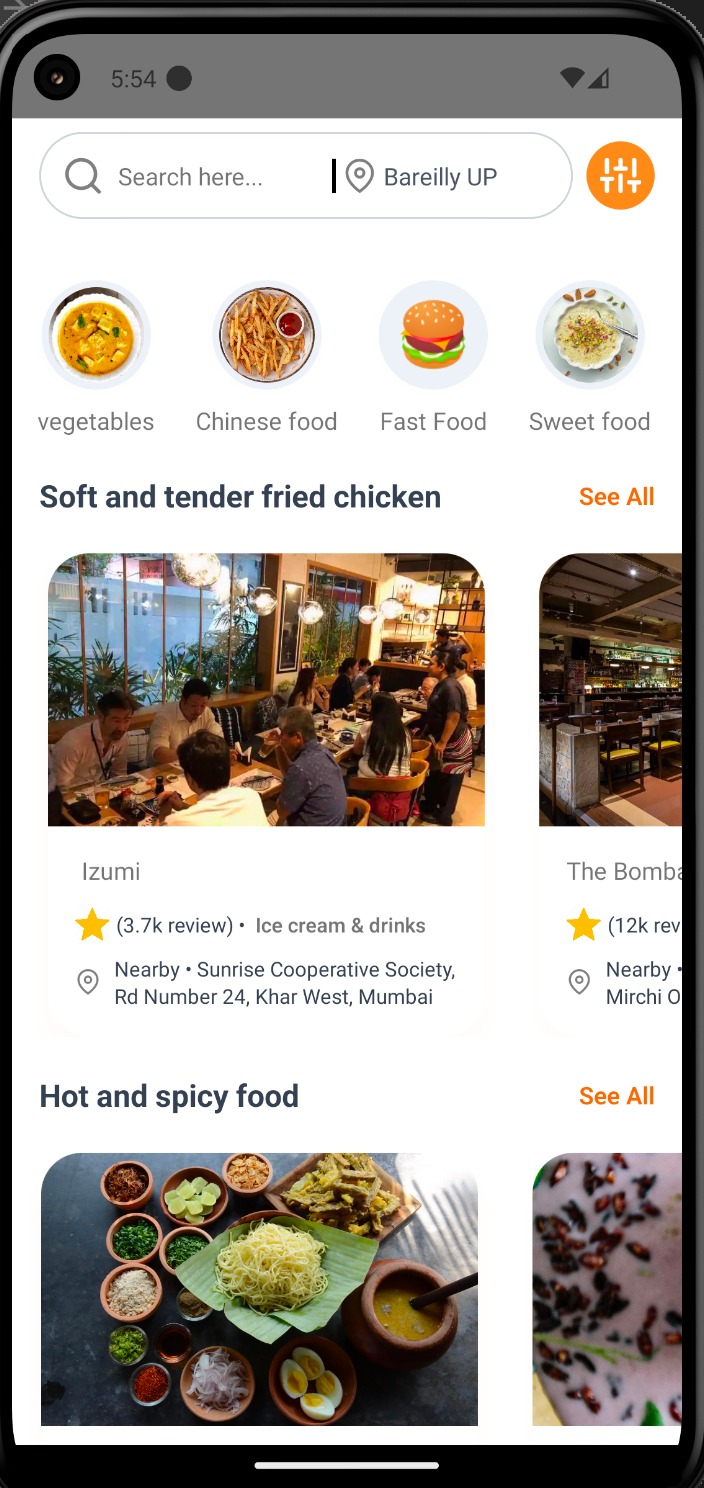 5:54
Search here...
Bareilly UP
vegetables
Chinese food
Fast Food
Sweet food
Soft and tender fried chicken
See All
Izumi
(3.7k review) • Ice cream & drinks
Nearby • Sunrise Cooperative Society,
Rd Number 24, Khar West, Mumbai
The Bomba
(12k rev
Nearby •
Mirchi O
Hot and spicy food
See All